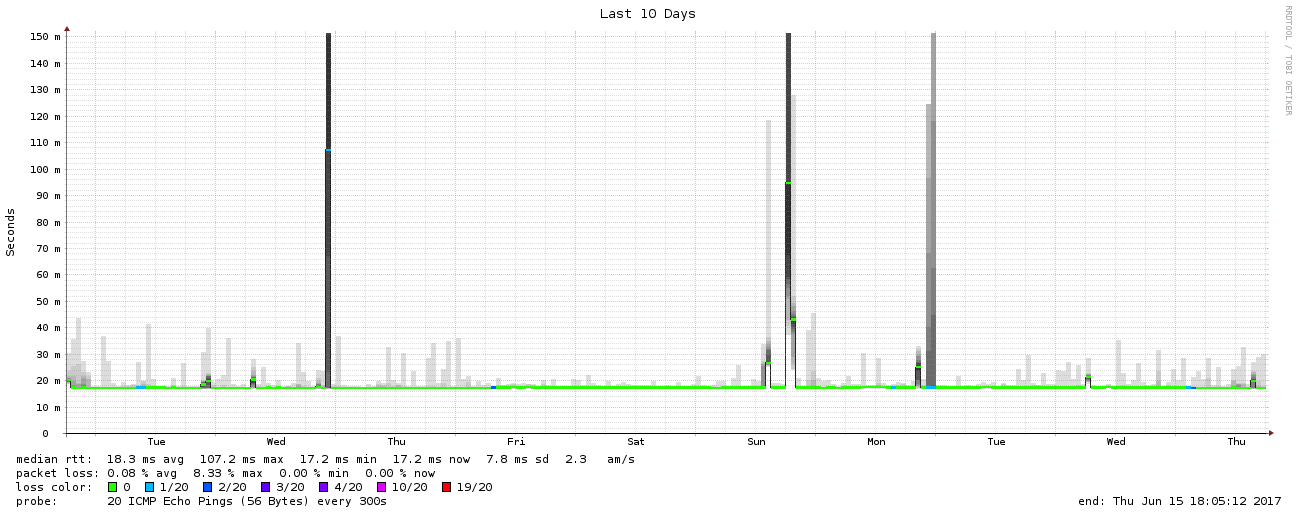 Last 10 Days
RRDTOOL / TOBI OETIKER
Seconds
150 m
140 m
130 m
120 m
110 m
100 m
90 m
80 m
70 m
60 m
50 m
40 m
30 m
20 m
10 m
0
Tue Wed Thu Fri Sat Sun Mon Tue Wed Thu
median rtt: 18.3 ms avg 107.2 ms max 17.2 ms min 17.2 ms now 7.8 ms sd 2.3 am/s
packet loss: 0.08 % avg 8.33 % max 0.00 % min 0.00 % now
loss color: 0 1/20 2/20 3/20 4/20 10/20 19/20
probe: 20 ICMP Echo Pings (56 Bytes) every 300s end: Thu Jun 15 18:05:12 2017